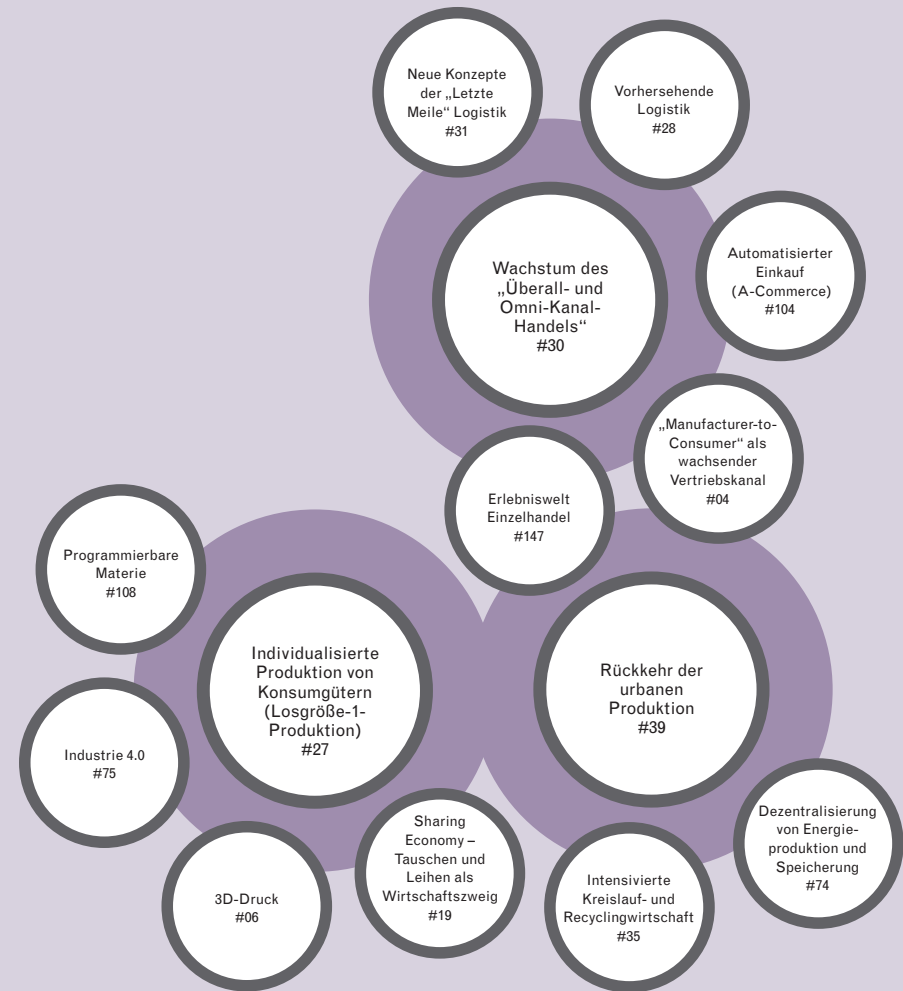 Neue Konzepte
der „Letzte
Meile“ Logistik
#31
Vorhersehende
Logistik
#28
Wachstum des
„Überall- und
Omni-Kanal-
Handels“
#30
Automatisierter
Einkauf
(A-Commerce)
#104
„Manufacturer-to-
Consumer“ als
wachsender
Vertriebskanal
#04
Erlebniswelt
Einzelhandel
#147
Programmierbare
Materie
#108
Individualisierte
Produktion von
Konsumgütern
(Losgröße-1-
Produktion)
#27
Rückkehr der
urbanen
Produktion
#39
Industrie 4.0
#75
3D-Druck
#06
Sharing
Economy –
Tauschen und
Leihen als
Wirtschaftszweig
#19
Intensivierte
Kreislauf- und
Recyclingwirtschaft
#35
Dezentralisierung
von Energie-
produktion und
Speicherung
#74